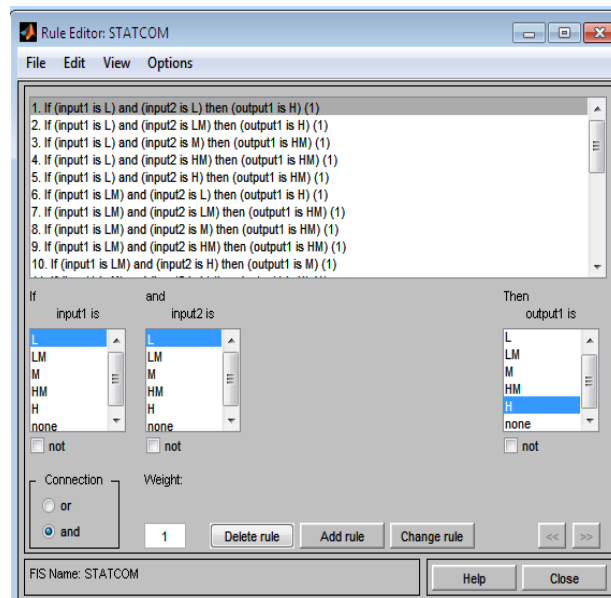 Rule Editor: STATCOM
File Edit View Options
1. If (input1 is L) and (input2 is L) then (output1 is H) (1)
2. If (input1 is L) and (input2 is LM) then (output1 is H) (1)
3. If (input1 is L) and (input2 is M) then (output1 is HM) (1)
4. If (input1 is L) and (input2 is HM) then (output1 is HM) (1)
5. If (input1 is L) and (input2 is H) then (output1 is HM) (1)
6. If (input1 is LM) and (input2 is L) then (output1 is H) (1)
7. If (input1 is LM) and (input2 is LM) then (output1 is HM) (1)
8. If (input1 is LM) and (input2 is M) then (output1 is HM) (1)
9. If (input1 is LM) and (input2 is HM) then (output1 is HM) (1)
10. If (input1 is LM) and (input2 is H) then (output1 is M) (1)
If and Then
input1 is input2 is output1 is
L L L
LM LM LM
M M M
HM HM HM
H H H
none none none
not not not
Connection Weight:
or
and 1 Delete rule Add rule Change rule << >>
FIS Name: STATCOM Help Close